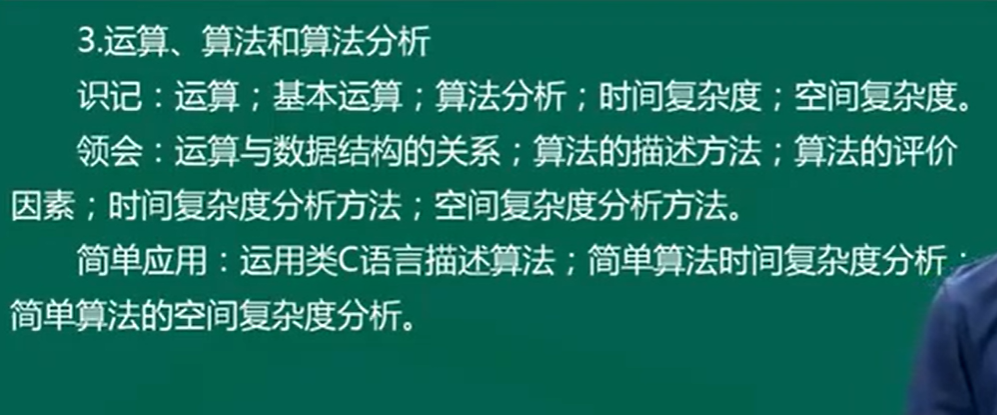 3.运算、算法和算法分析
识记：运算；基本运算；算法分析；时间复杂度；空间复杂度。
领会：运算与数据结构的关系；算法的描述方法；算法的评价
因素；时间复杂度分析方法；空间复杂度分析方法。
简单应用：运用类C语言描述算法；简单算法时间复杂度分析；
简单算法的空间复杂度分析。